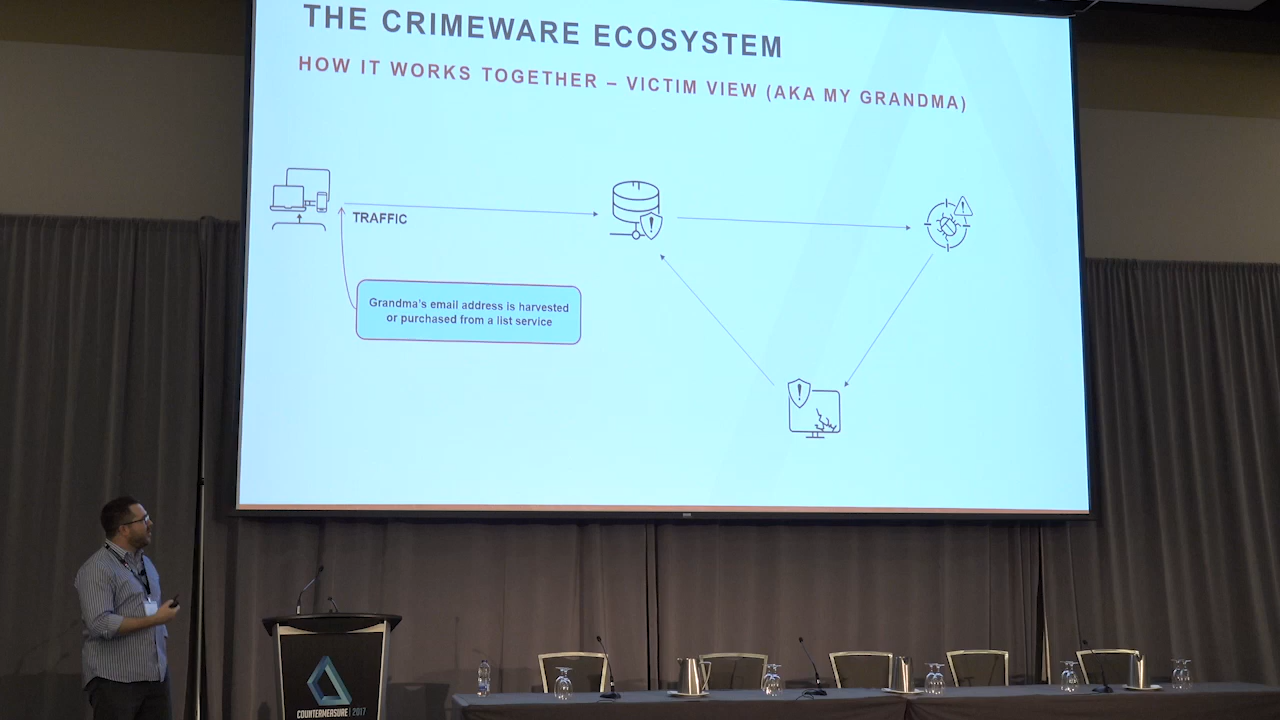 THE CRIMEWARE ECOSYSTEM
HOW IT WORKS TOGETHER – VICTIM VIEW (AKA MY GRANDMA)
TRAFFIC
Grandma's email address is harvested
or purchased from a list service
COUNTERMEASURE | 2017